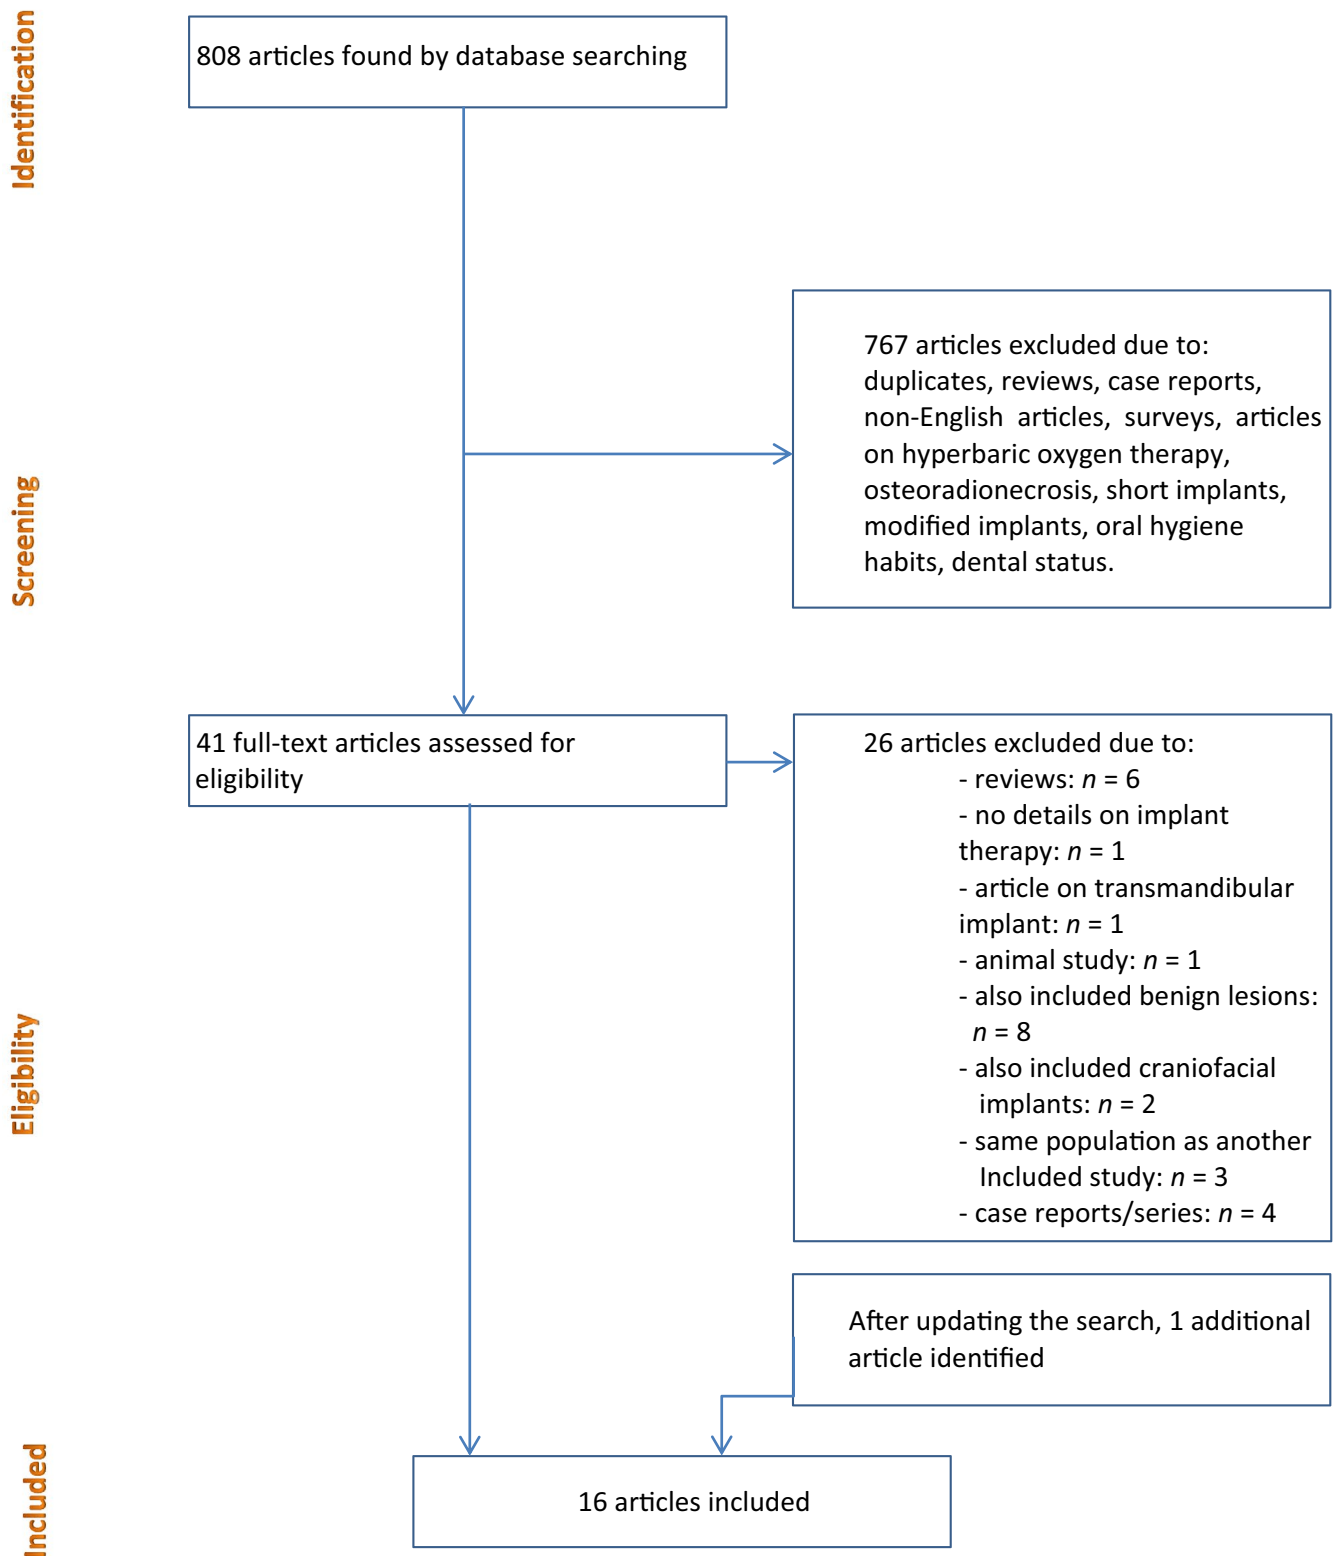 Identification
808 articles found by database searching
Screening
767 articles excluded due to:
duplicates, reviews, case reports,
non-English articles, surveys, articles
on hyperbaric oxygen therapy,
osteoradionecrosis, short implants,
modified implants, oral hygiene
habits, dental status.
Eligibility
41 full-text articles assessed for
eligibility
26 articles excluded due to:
- reviews: n = 6
- no details on implant
therapy: n = 1
- article on transmandibular
implant: n = 1
- animal study: n = 1
- also included benign lesions:
n = 8
- also included craniofacial
implants: n = 2
- same population as another
Included study: n = 3
- case reports/series: n = 4
After updating the search, 1 additional
article identified
Included
16 articles included